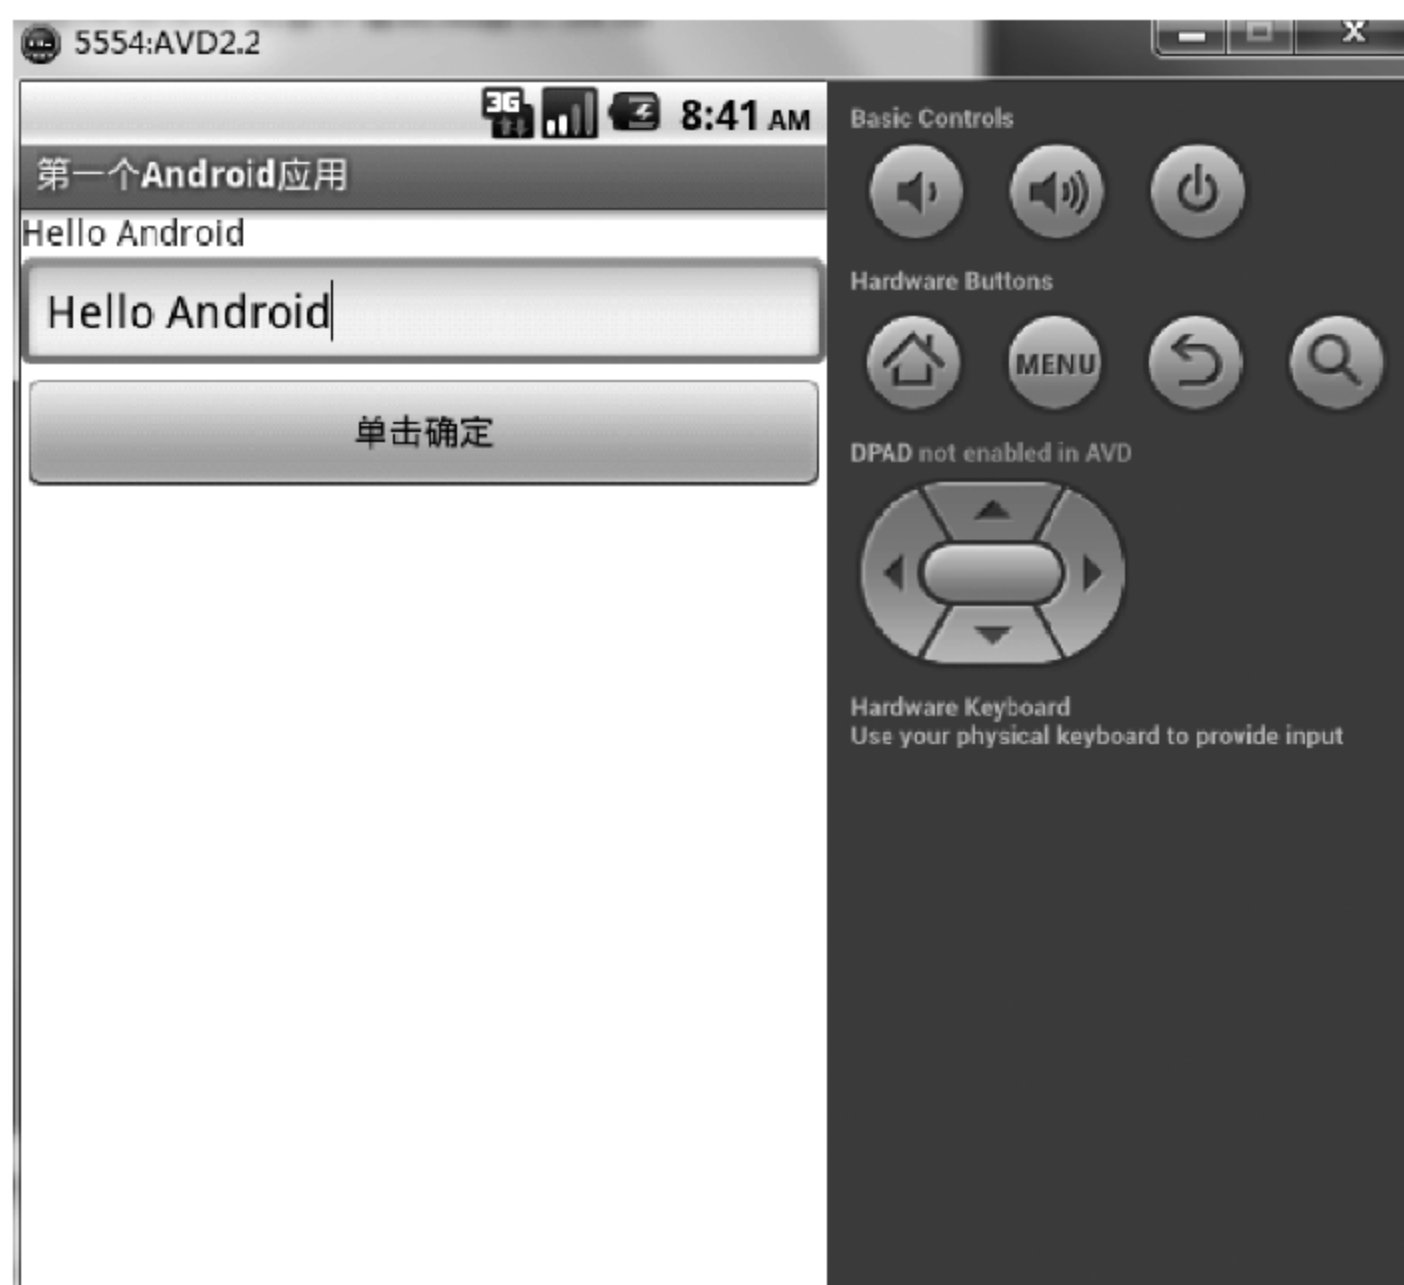 5554:AVD2.2
3G 8:41 AM
第一个Android应用
Hello Android
Hello Android
单击确定
Basic Controls
Hardware Buttons
MENU
DPAD not enabled in AVD
Hardware Keyboard
Use your physical keyboard to provide input